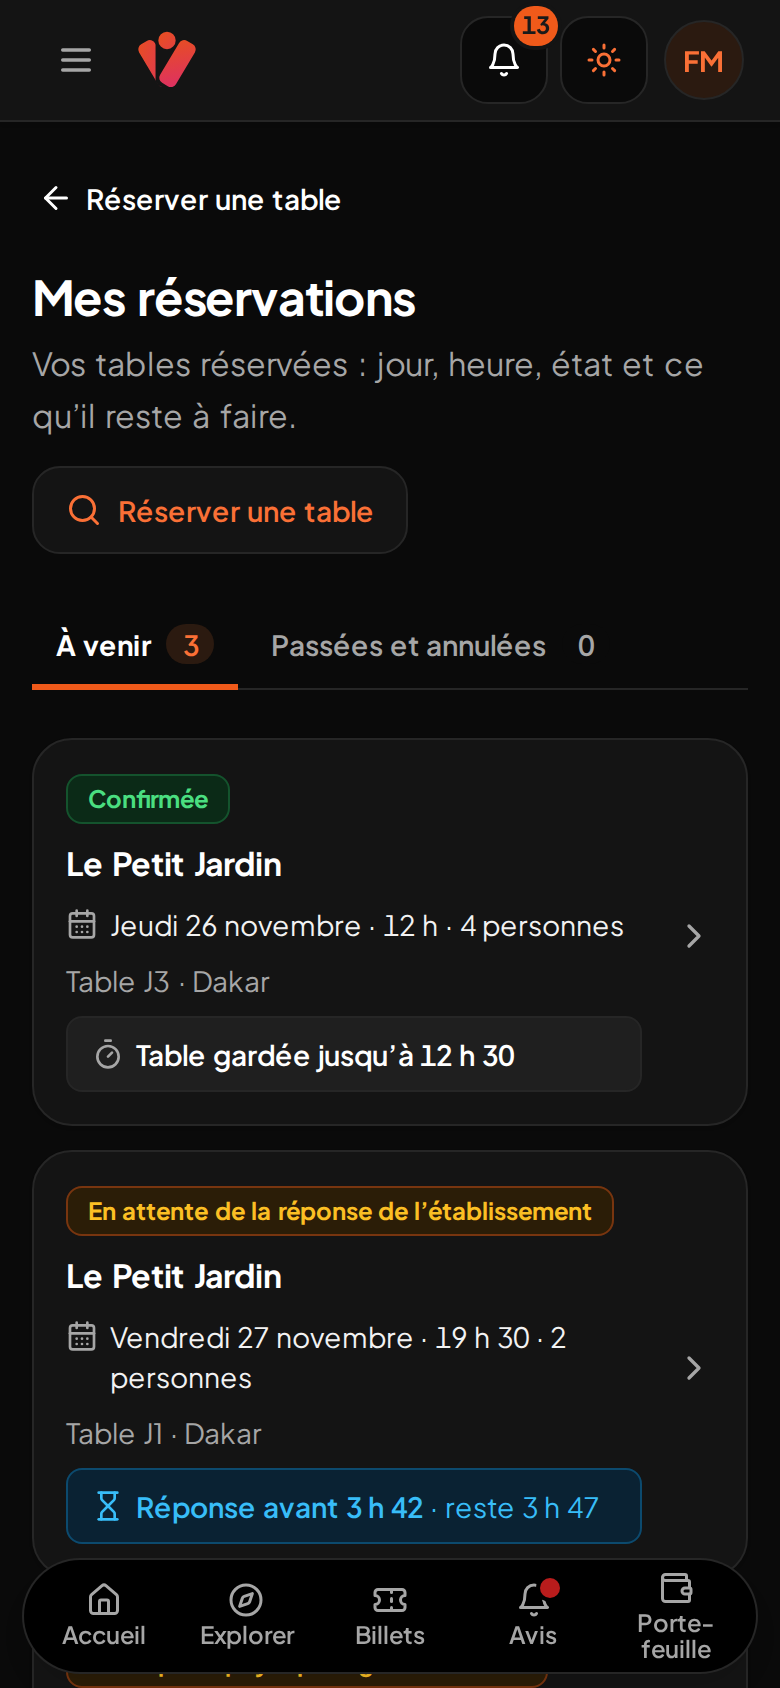 13
FM
Réserver une table
Mes réservations
Vos tables réservées : jour, heure, état et ce
qu’il reste à faire.
Réserver une table
À venir 3 Passées et annulées 0
Confirmée
Le Petit Jardin
Jeudi 26 novembre · 12 h · 4 personnes
Table J3 · Dakar
Table gardée jusqu’à 12 h 30
En attente de la réponse de l’établissement
Le Petit Jardin
Vendredi 27 novembre · 19 h 30 · 2
personnes
Table J1 · Dakar
Réponse avant 3 h 42 · reste 3 h 47
Accueil Explorer Billets Avis Porte-
feuille